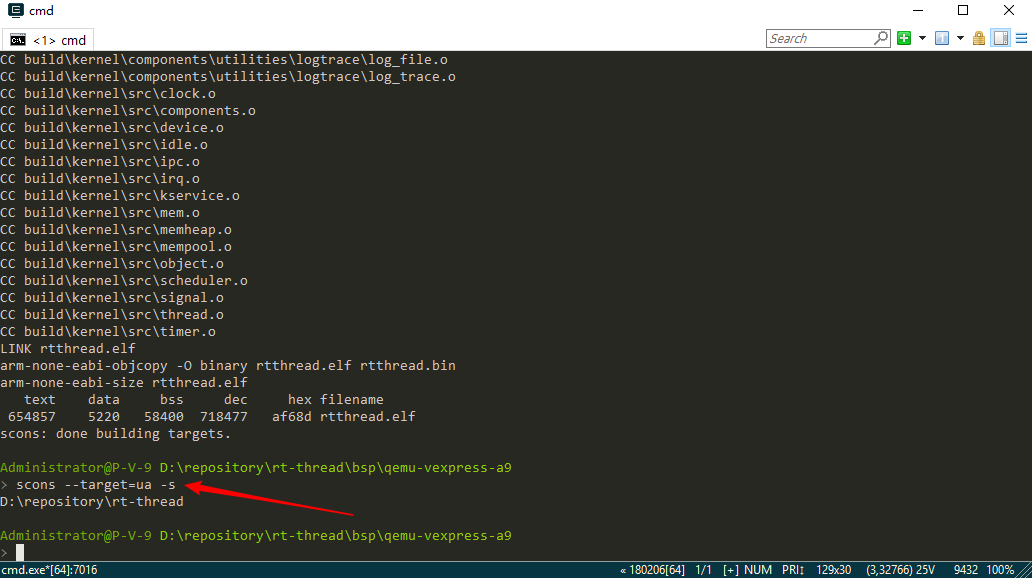 cmd
<1> cmd
Search
CC build\kernel\components\utilities\logtrace\log_file.o
CC build\kernel\components\utilities\logtrace\log_trace.o
CC build\kernel\src\clock.o
CC build\kernel\src\components.o
CC build\kernel\src\device.o
CC build\kernel\src\idle.o
CC build\kernel\src\ipc.o
CC build\kernel\src\irq.o
CC build\kernel\src\kservice.o
CC build\kernel\src\mem.o
CC build\kernel\src\memheap.o
CC build\kernel\src\mempool.o
CC build\kernel\src\object.o
CC build\kernel\src\scheduler.o
CC build\kernel\src\signal.o
CC build\kernel\src\thread.o
CC build\kernel\src\timer.o
LINK rtthread.elf
arm-none-eabi-objcopy -O binary rtthread.elf rtthread.bin
arm-none-eabi-size rtthread.elf
   text    data     bss     dec     hex filename
 654857    5220   58400  718477   af68d rtthread.elf
scons: done building targets.
Administrator@P-V-9 D:\repository\rt-thread\bsp\qemu-vexpress-a9
> scons --target=ua -s
D:\repository\rt-thread
Administrator@P-V-9 D:\repository\rt-thread\bsp\qemu-vexpress-a9
>
cmd.exe*[64]:7016 « 180206[64] 1/1 [+] NUM PRI↕ 129x30 (3,32766) 25V 9432 100%